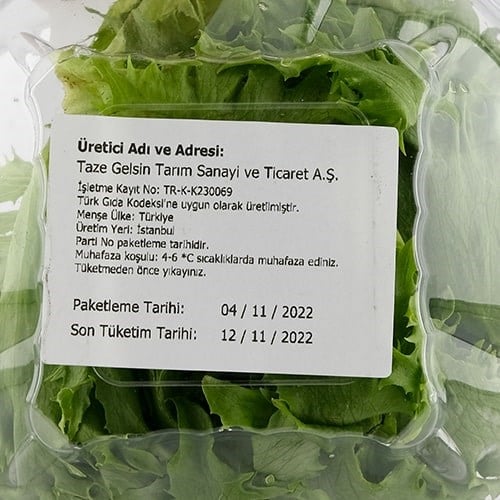 Üretici Adı ve Adresi:
Taze Gelsin Tarım Sanayi ve Ticaret A.Ş.
İşletme Kayıt No: TR-K-K230069
Türk Gıda Kodeksi'ne uygun olarak üretilmiştir.
Menşe Ülke: Türkiye
Üretim Yeri: İstanbul
Parti No paketleme tarihidir.
Muhafaza koşulu: 4-6 °C sıcaklıklarda muhafaza ediniz.
Tüketmeden önce yıkayınız.
Paketleme Tarihi: 04 / 11 / 2022
Son Tüketim Tarihi: 12 / 11 / 2022